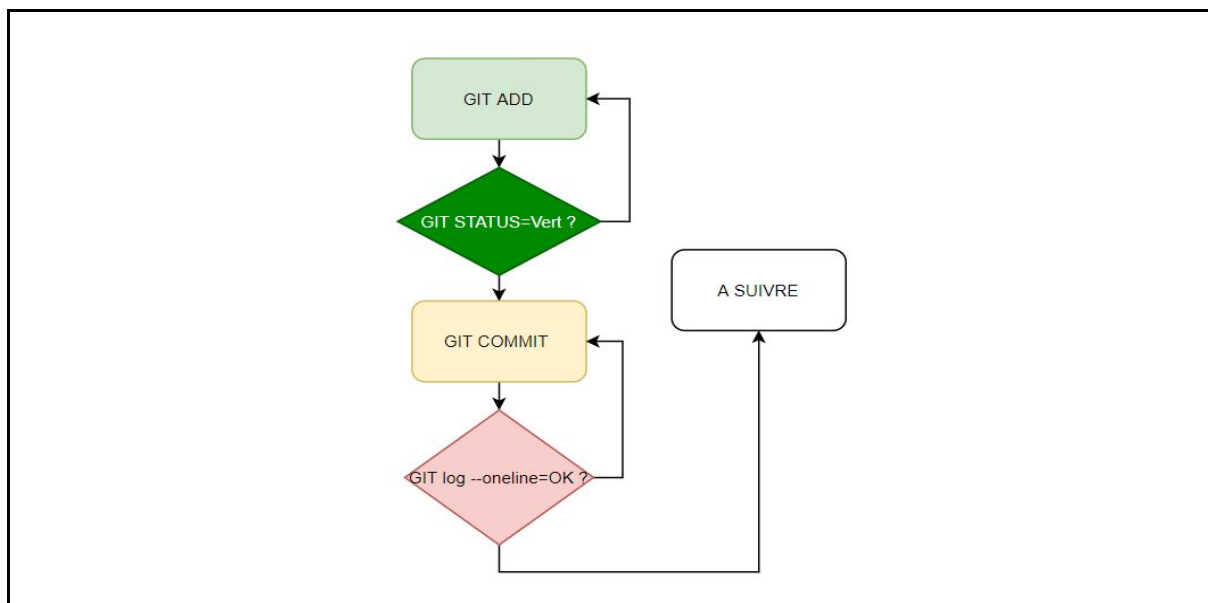 GIT ADD
GIT STATUS=Vert ?
GIT COMMIT
GIT log --oneline=OK ?
A SUIVRE